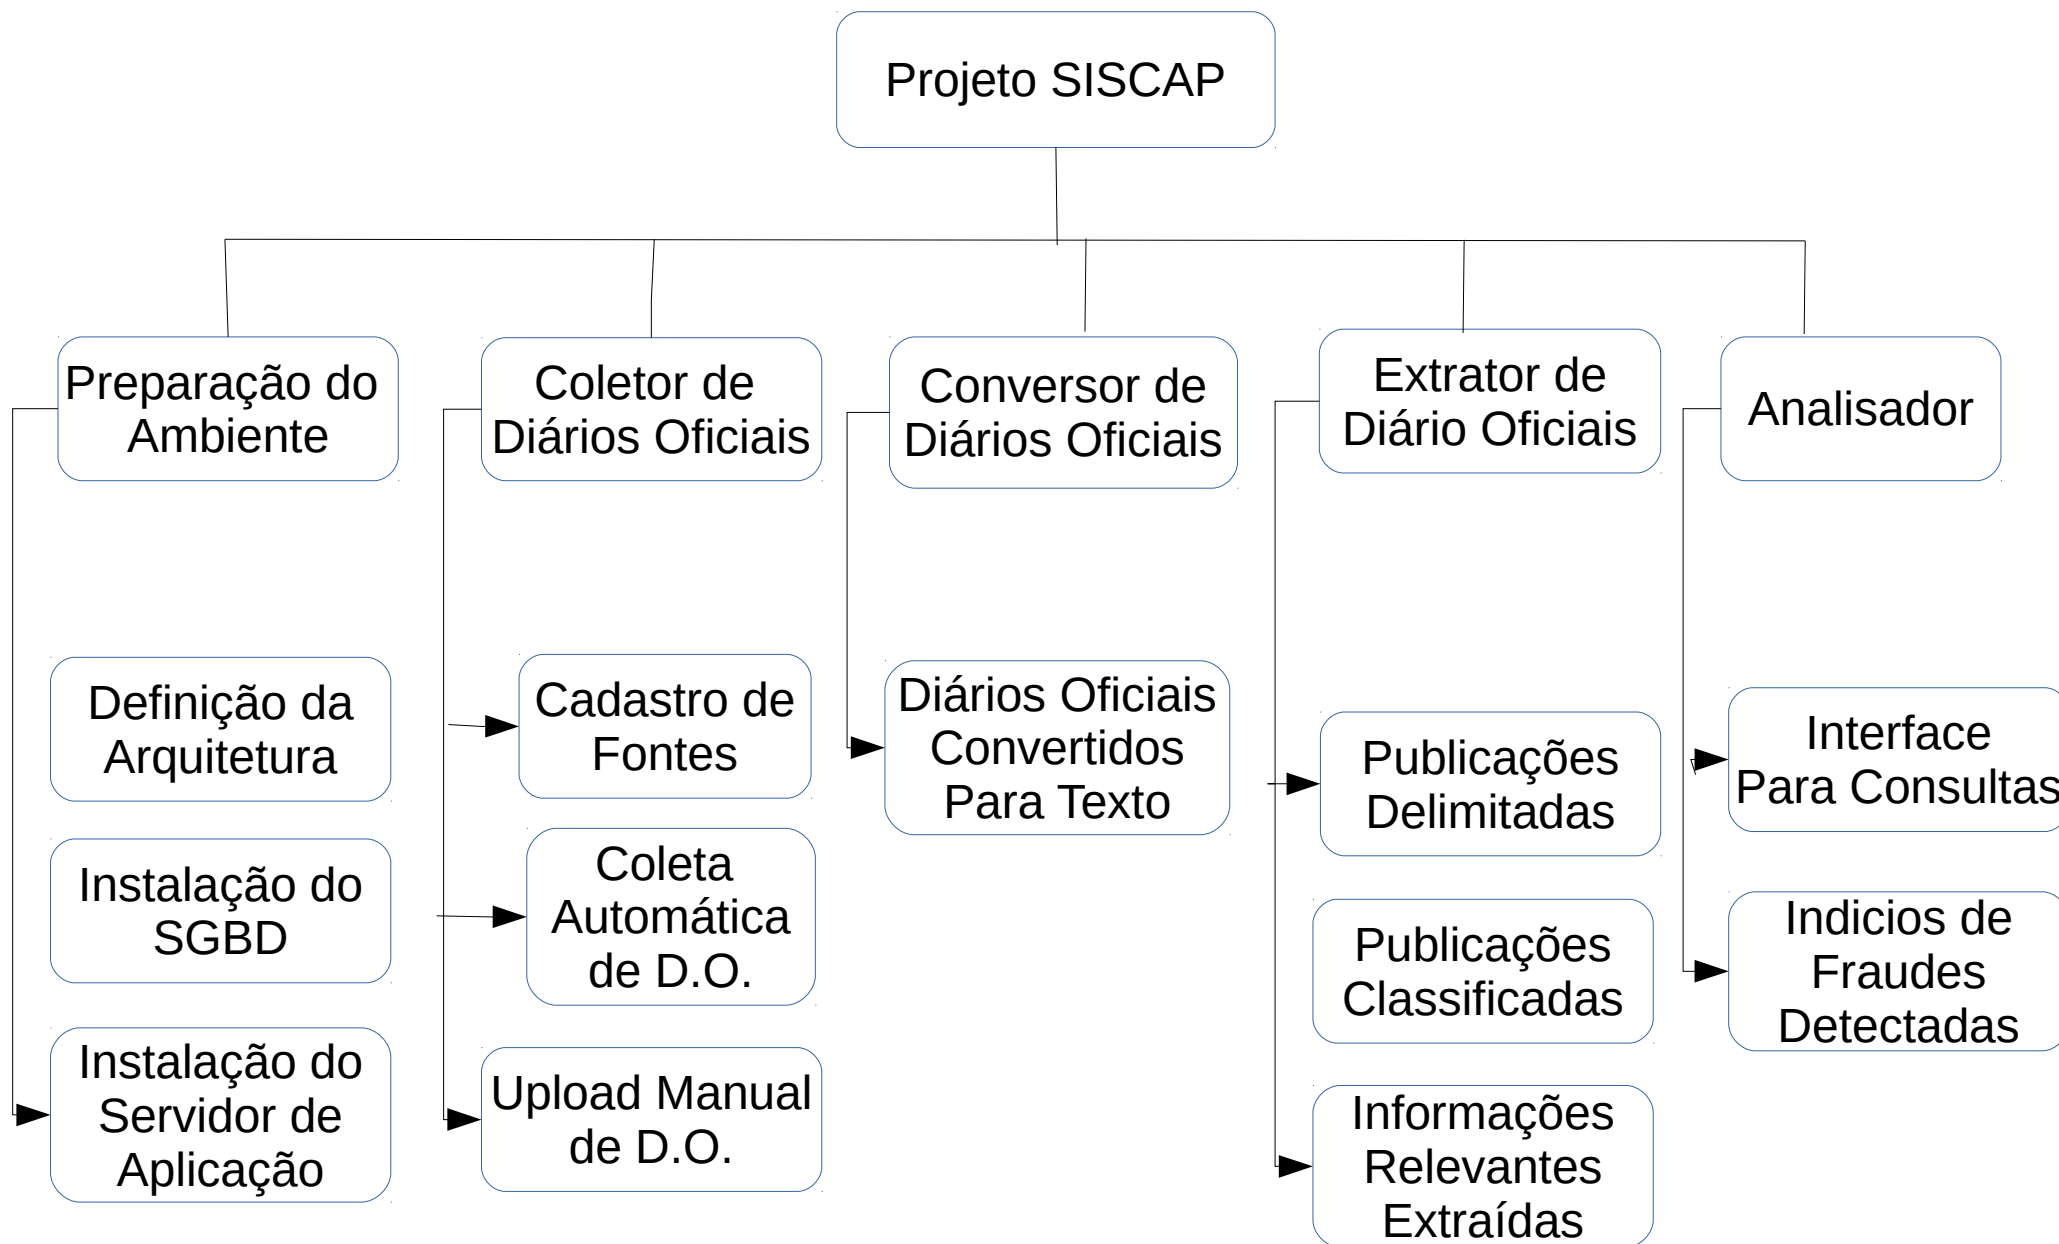 Projeto SISCAP
Preparação do
Ambiente
Coletor de
Diários Oficiais
Conversor de
Diários Oficiais
Extrator de
Diário Oficiais
Analisador
Definição da
Arquitetura
Instalação do
SGBD
Instalação do
Servidor de
Aplicação
Cadastro de
Fontes
Coleta
Automática
de D.O.
Upload Manual
de D.O.
Diários Oficiais
Convertidos
Para Texto
Publicações
Delimitadas
Publicações
Classificadas
Informações
Relevantes
Extraídas
Interface
Para Consultas
Indicios de
Fraudes
Detectadas